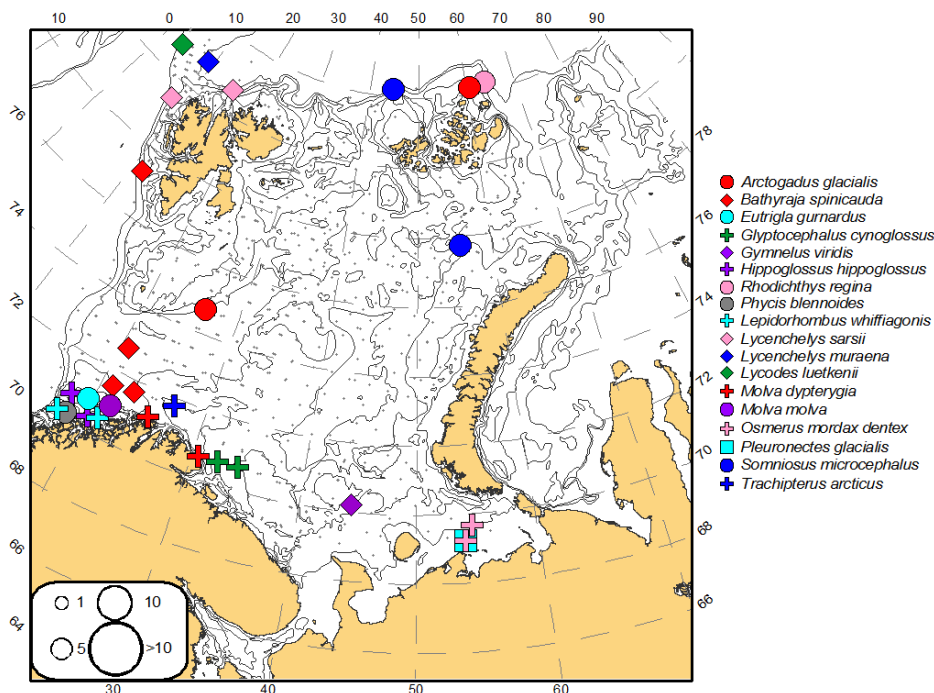 10 0 10 20 30 40 50 60 70 80 90
76
74
72
70
68
66
64
78
76
74
72
70
68
66
30 40 50 60
Arctogadus glacialis
Bathyraja spinicauda
Eutrigla gurnardus
Glyptocephalus cynoglossus
Gymnelus viridis
Hippoglossus hippoglossus
Rhodichthys regina
Phycis blennoides
Lepidorhombus whiffiagonis
Lycenchelys sarsii
Lycenchelys muraena
Lycodes luetkenii
Molva dypterygia
Molva molva
Osmerus mordax dentex
Pleuronectes glacialis
Somniosus microcephalus
Trachipterus arcticus
1 10
5 >10